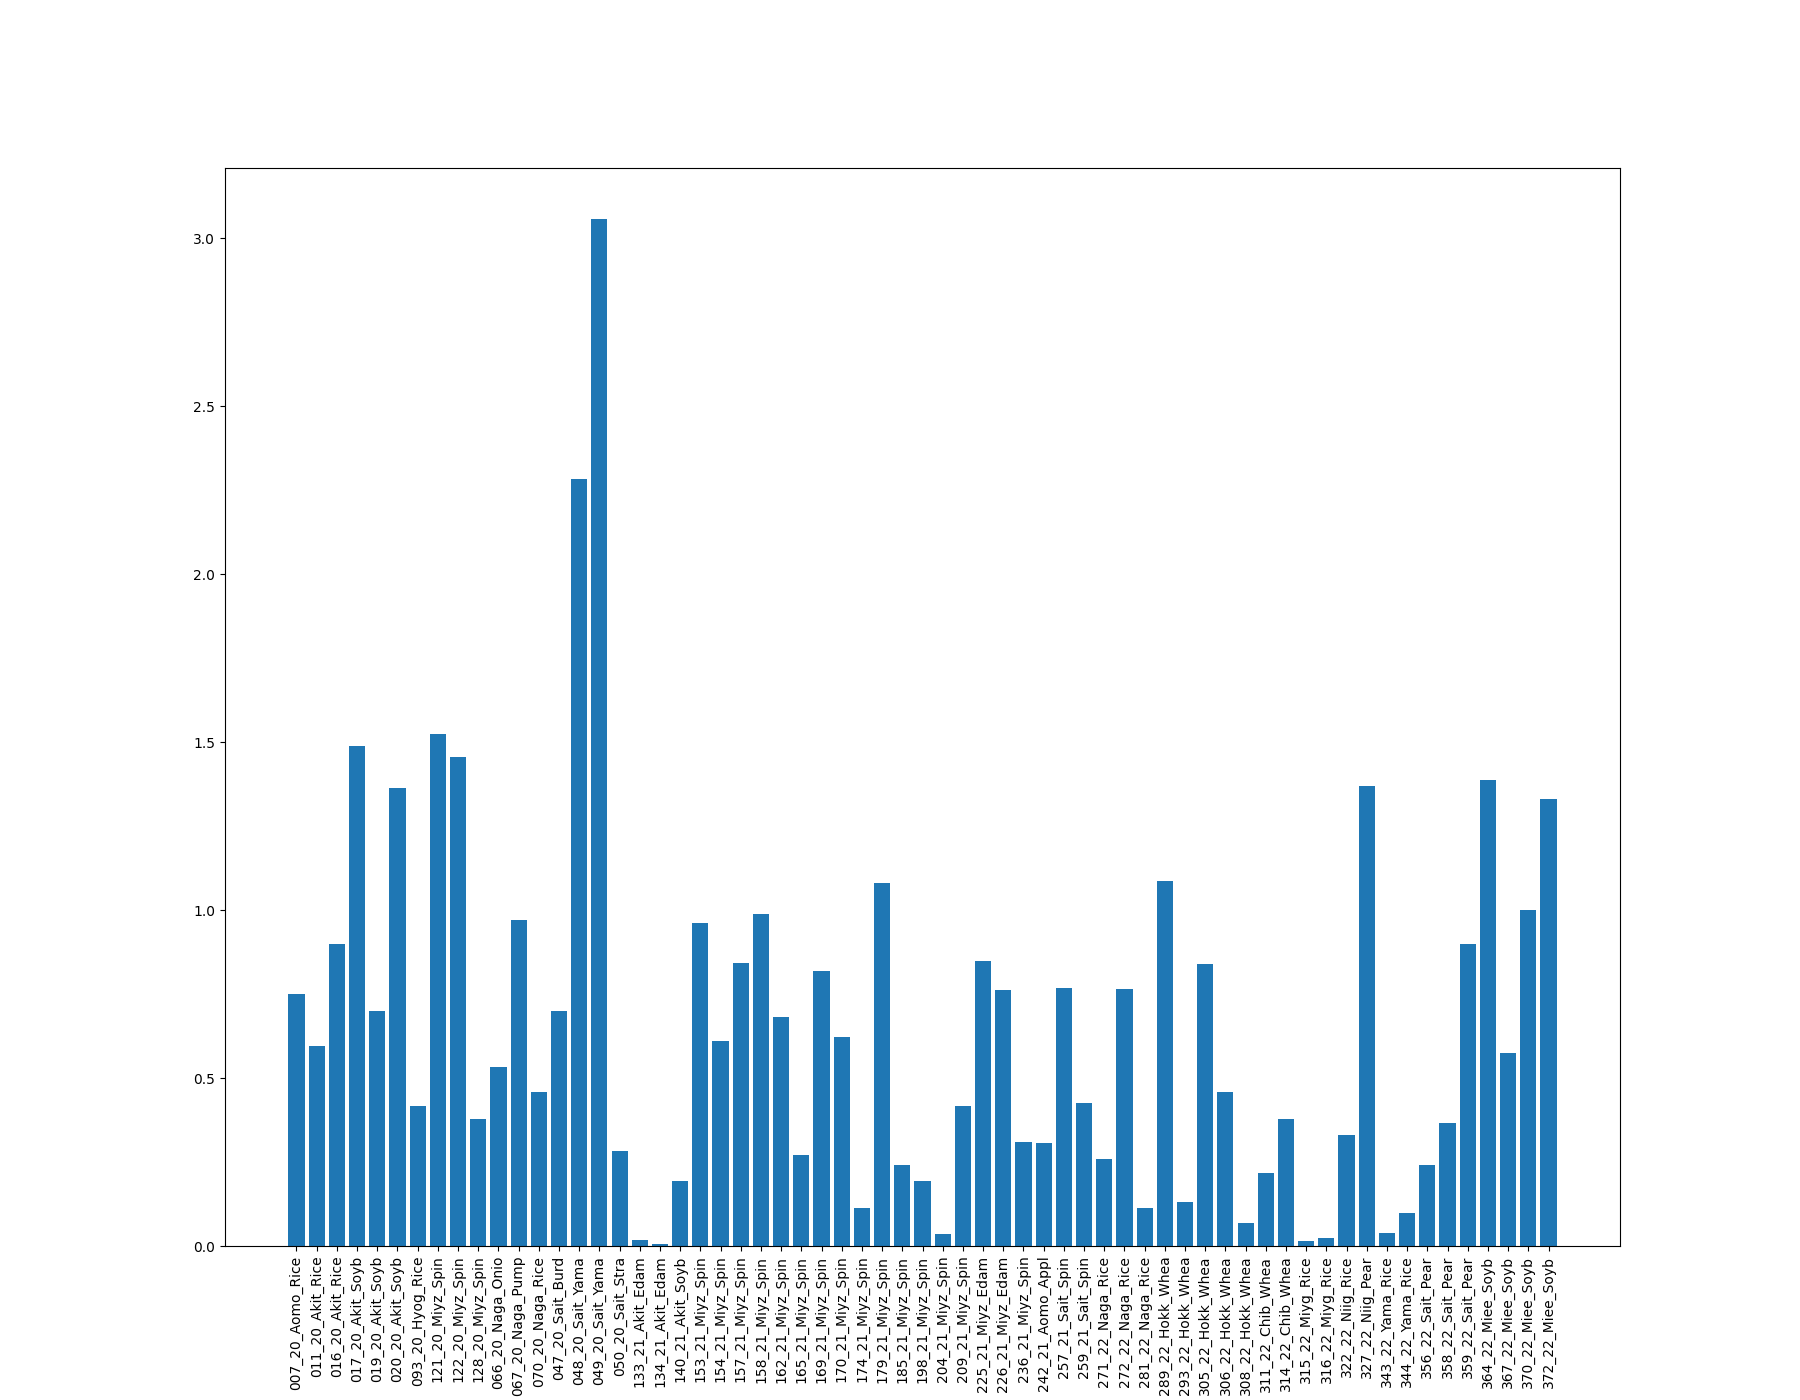 3.0
2.5
2.0
1.5
1.0
0.5
0.0
007_20_Aomo_Rice
011_20_Akit_Rice
016_20_Akit_Rice
017_20_Akit_Soyb
019_20_Akit_Soyb
020_20_Akit_Soyb
093_20_Hyog_Rice
121_20_Miyz_Spin
122_20_Miyz_Spin
128_20_Miyz_Spin
066_20_Naga_Onio
067_20_Naga_Pump
070_20_Naga_Rice
047_20_Sait_Burd
048_20_Sait_Yama
049_20_Sait_Yama
050_20_Sait_Stra
133_21_Akit_Edam
134_21_Akit_Edam
140_21_Akit_Soyb
153_21_Miyz_Spin
154_21_Miyz_Spin
157_21_Miyz_Spin
158_21_Miyz_Spin
162_21_Miyz_Spin
165_21_Miyz_Spin
169_21_Miyz_Spin
170_21_Miyz_Spin
174_21_Miyz_Spin
179_21_Miyz_Spin
185_21_Miyz_Spin
198_21_Miyz_Spin
204_21_Miyz_Spin
209_21_Miyz_Spin
225_21_Miyz_Edam
226_21_Miyz_Edam
236_21_Miyz_Spin
242_21_Aomo_Appl
257_21_Sait_Spin
259_21_Sait_Spin
271_22_Naga_Rice
272_22_Naga_Rice
281_22_Naga_Rice
289_22_Hokk_Whea
293_22_Hokk_Whea
305_22_Hokk_Whea
306_22_Hokk_Whea
308_22_Hokk_Whea
311_22_Chib_Whea
314_22_Chib_Whea
315_22_Miyg_Rice
316_22_Miyg_Rice
322_22_Niig_Rice
327_22_Niig_Pear
343_22_Yama_Rice
344_22_Yama_Rice
356_22_Sait_Pear
358_22_Sait_Pear
359_22_Sait_Pear
364_22_Miee_Soyb
367_22_Miee_Soyb
370_22_Miee_Soyb
372_22_Miee_Soyb